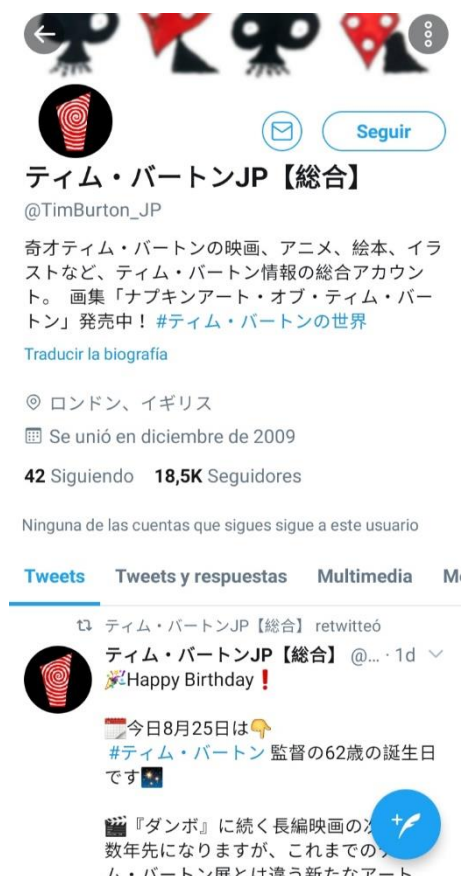 Seguir
ティム・バートンJP【総合】
@TimBurton_JP
奇才ティム・バートンの映画、アニメ、絵本、イラ
ストなど、ティム・バートン情報の総合アカウン
ト。 画集「ナプキンアート・オブ・ティム・バー
トン」発売中！ #ティム・バートンの世界
Traducir la biografía
ロンドン、イギリス
Se unió en diciembre de 2009
42 Siguiendo 18,5K Seguidores
Ninguna de las cuentas que sigues sigue a este usuario
Tweets Tweets y respuestas Multimedia
ティム・バートンJP【総合】 retwitteó
ティム・バートンJP【総合】 @... · 1d
🎉Happy Birthday❗
🗓️今日8月25日は👇
#ティム・バートン 監督の62歳の誕生日
です🎆
🎬『ダンボ』に続く長編映画の
数年先になりますが、これまでの
ム・バートン展とは違う新たなアート